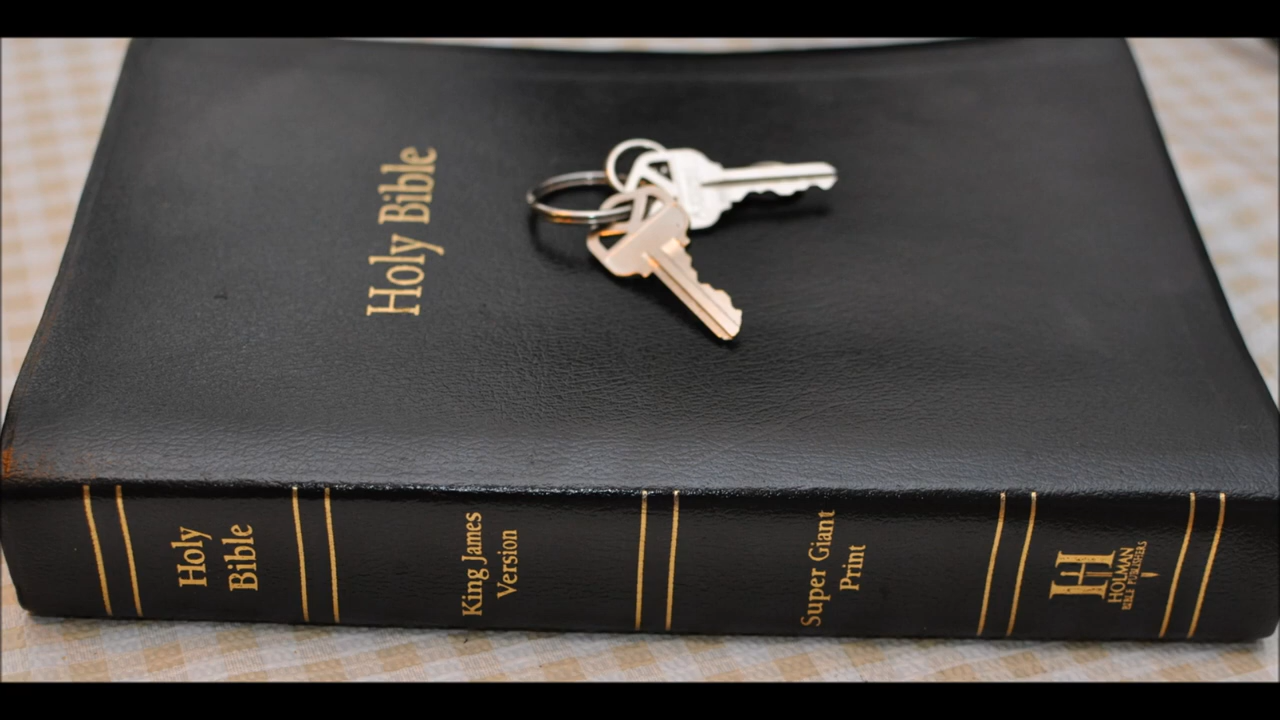 Holy Bible
Holy
Bible
King James
Version
Super Giant
Print
HOLMAN
BIBLE PUBLISHERS